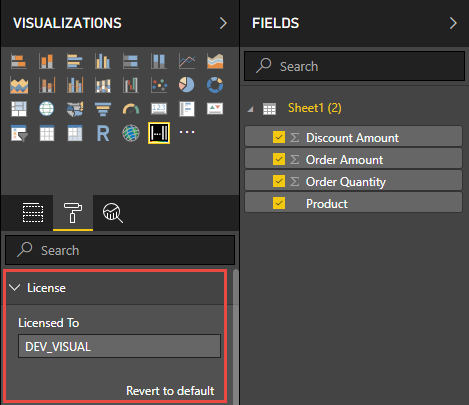 VISUALIZATIONS
R
Search
License
Licensed To
DEV_VISUAL
Revert to default
FIELDS
Search
Sheet1 (2)
Σ Discount Amount
Σ Order Amount
Σ Order Quantity
Product